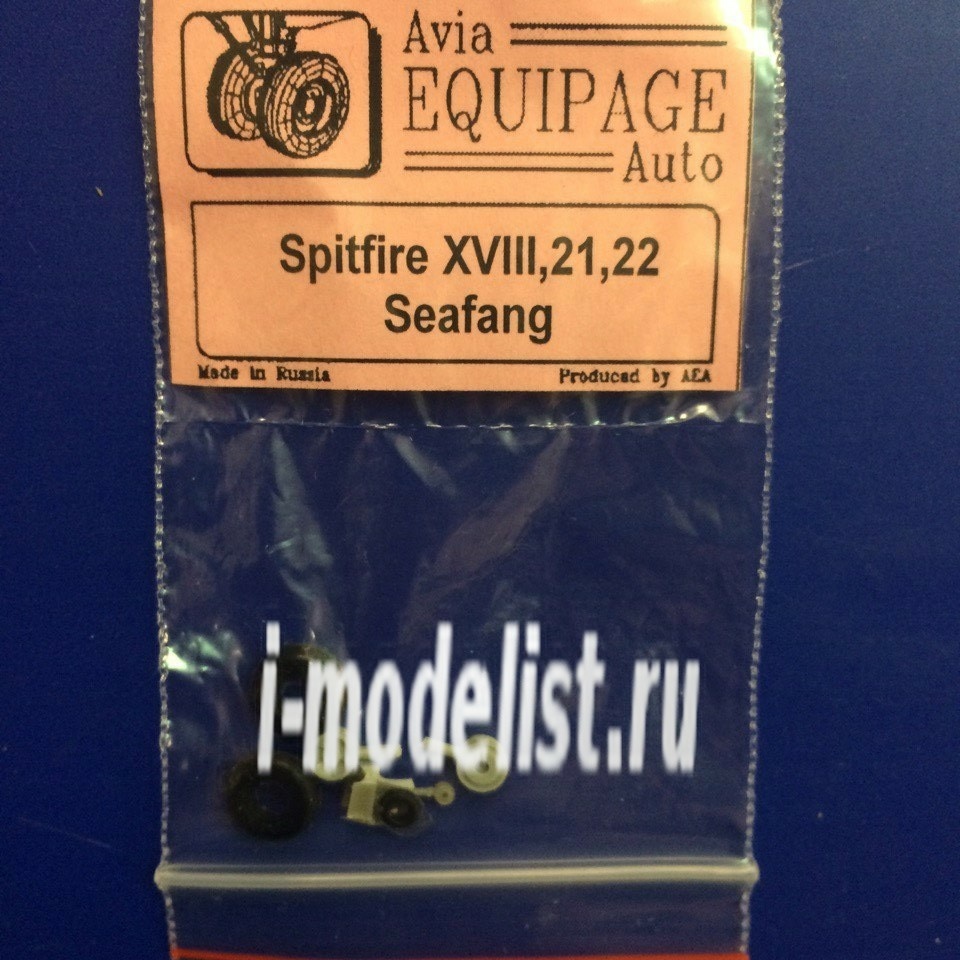 Avia
EQUIPAGE
Auto
Spitfire XVIII,21,22
Seafang
Made in Russia
Produced by AEA
i-modelist.ru